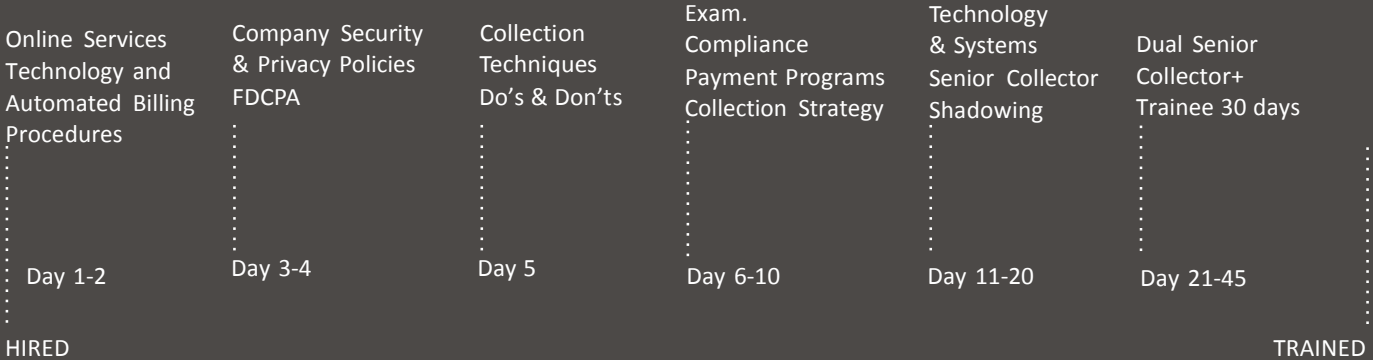 Online Services
Technology and
Automated Billing
Procedures
Day 1-2
HIRED
Company Security
& Privacy Policies
FDCPA
Day 3-4
Collection
Techniques
Do’s & Don’ts
Day 5
Exam.
Compliance
Payment Programs
Collection Strategy
Day 6-10
Technology
& Systems
Senior Collector
Shadowing
Day 11-20
Dual Senior
Collector+
Trainee 30 days
Day 21-45
TRAINED